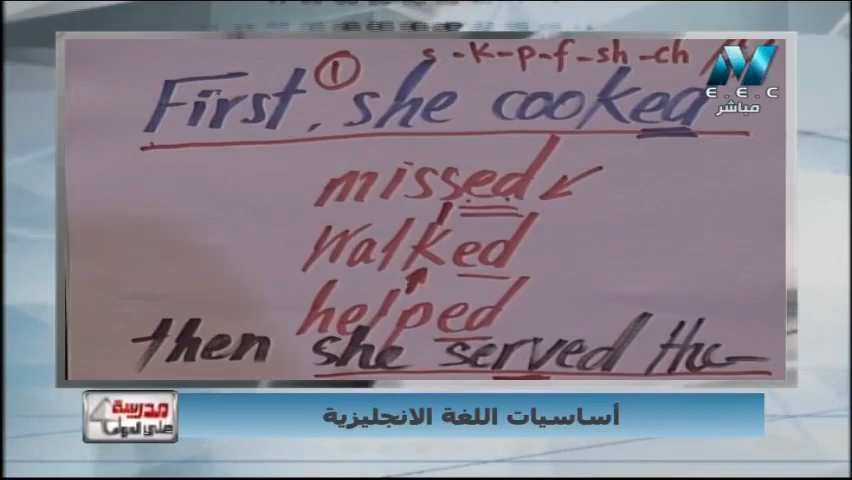 ① s - K - p - f - sh - ch
First, she cooked
missed
walked
helped
then she served the
E . E . C
مباشر
مدرسة
على الهواء
أساسيات اللغة الانجليزية